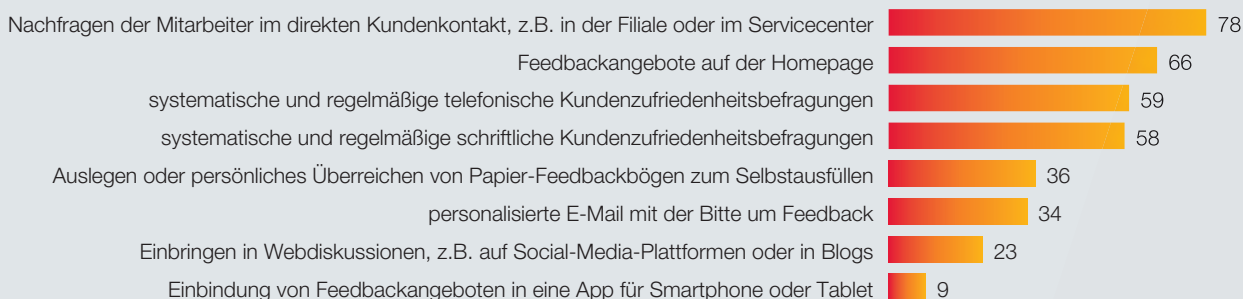 Nachfragen der Mitarbeiter im direkten Kundenkontakt, z.B. in der Filiale oder im Servicecenter 78
Feedbackangebote auf der Homepage 66
systematische und regelmäßige telefonische Kundenzufriedenheitsbefragungen 59
systematische und regelmäßige schriftliche Kundenzufriedenheitsbefragungen 58
Auslegen oder persönliches Überreichen von Papier-Feedbackbögen zum Selbstausfüllen 36
personalisierte E-Mail mit der Bitte um Feedback 34
Einbringen in Webdiskussionen, z.B. auf Social-Media-Plattformen oder in Blogs 23
Einbindung von Feedbackangeboten in eine App für Smartphone oder Tablet 9